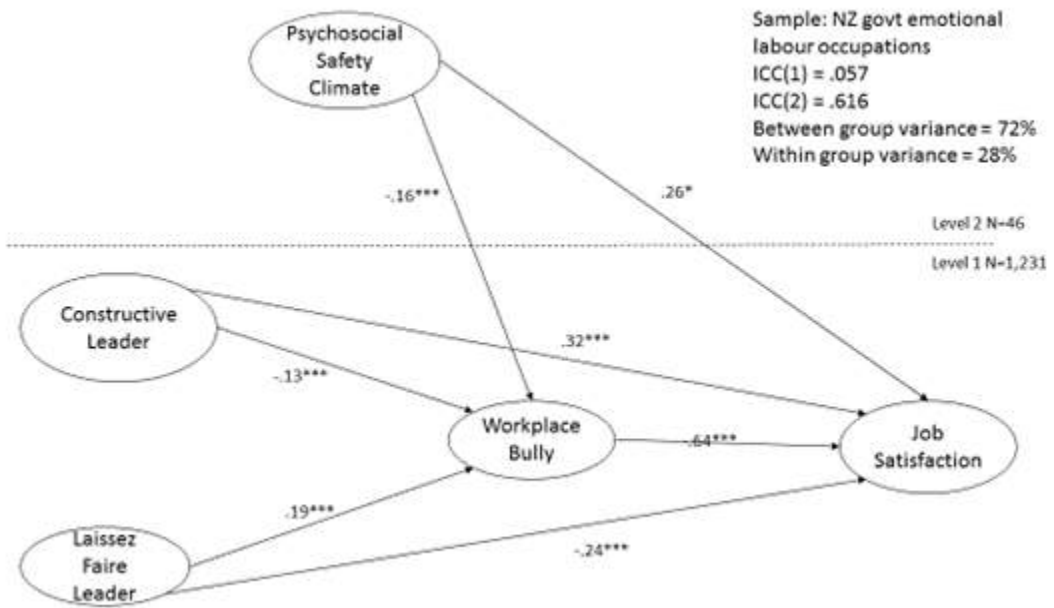 Psychosocial
Safety
Climate
Sample: NZ govt emotional
labour occupations
ICC(1) = .057
ICC(2) = .616
Between group variance = 72%
Within group variance = 28%
-.16***
.26*
Level 2 N=46
Level 1 N=1,231
Constructive
Leader
.32***
-.13***
Workplace
Bully
-.64***
Job
Satisfaction
.19***
-.24***
Laissez
Faire
Leader